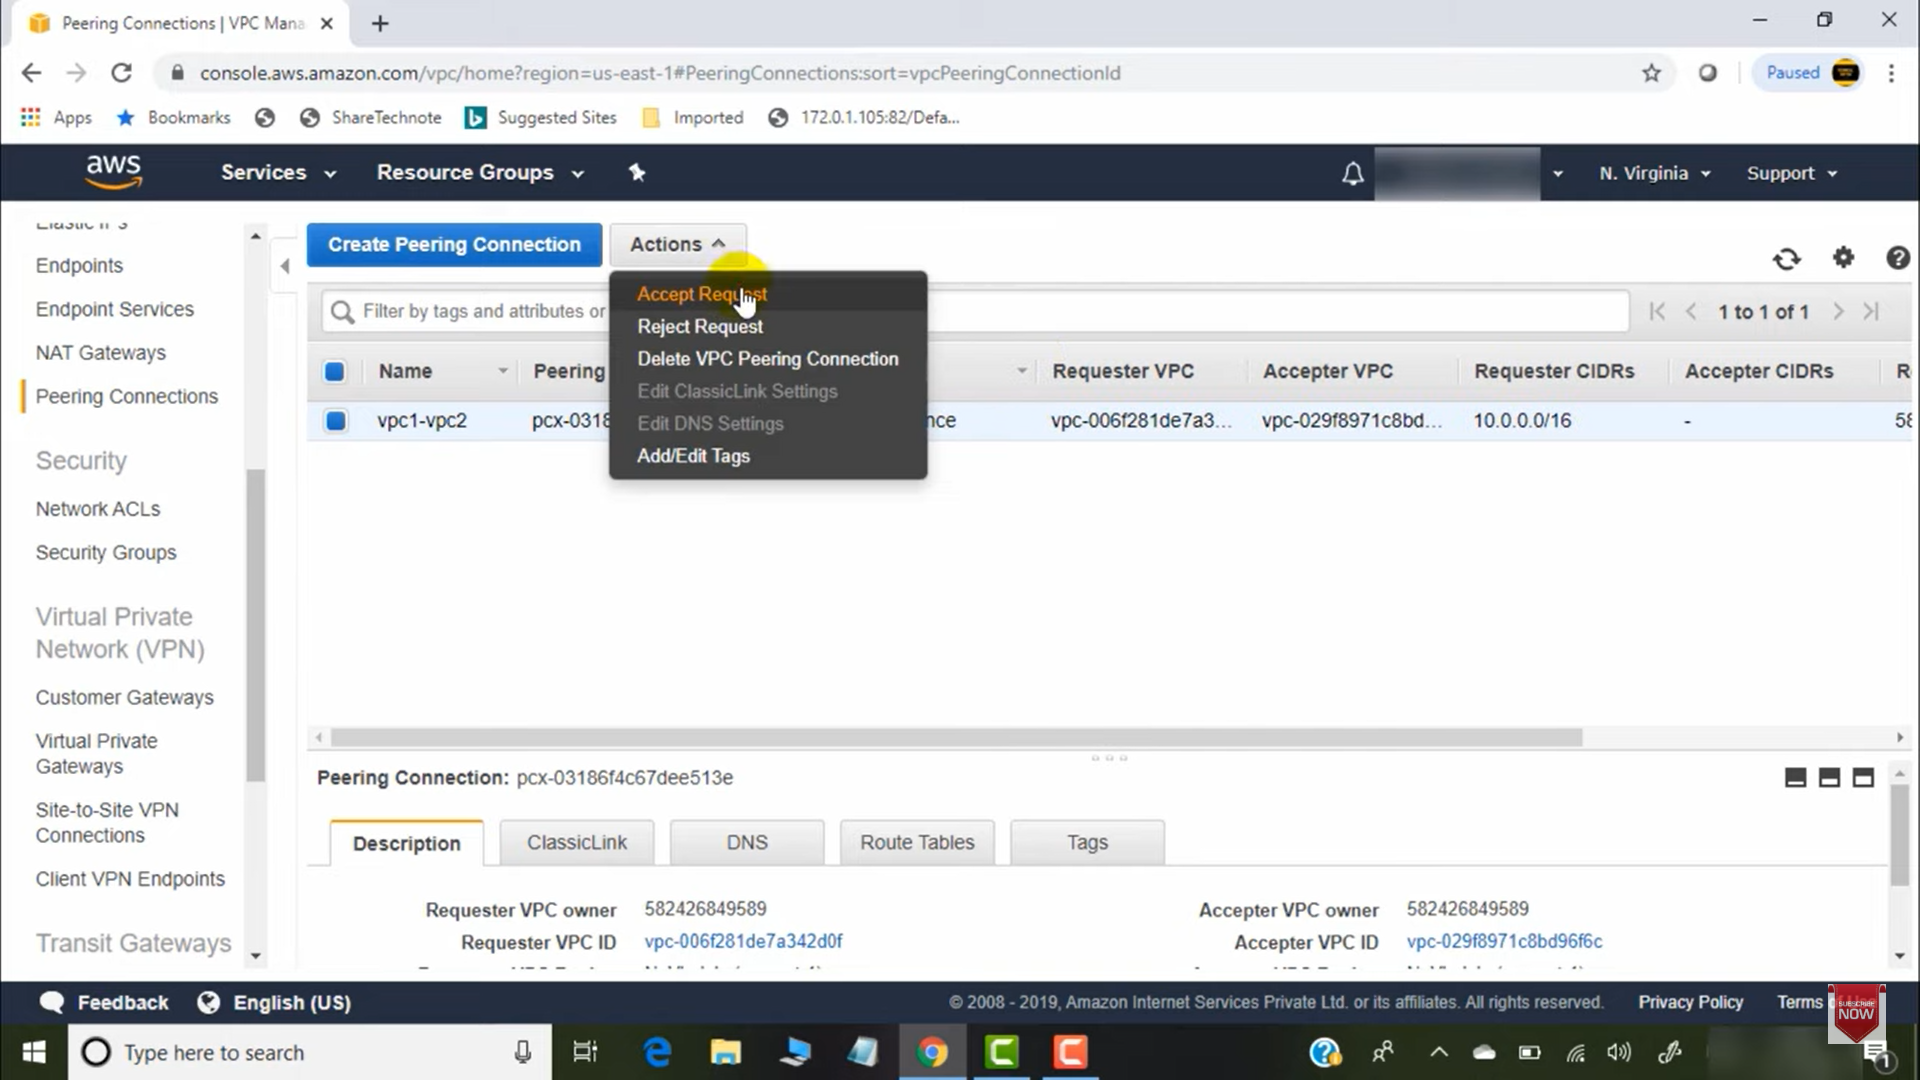 Peering Connections | VPC Mana
console.aws.amazon.com/vpc/home?region=us-east-1#PeeringConnections:sort=vpcPeeringConnectionId
Paused
Apps
Bookmarks
ShareTechnote
Suggested Sites
Imported
172.0.1.105:82/Defa...
aws
Services
Resource Groups
N. Virginia
Support
Elastic IPs
Endpoints
Endpoint Services
NAT Gateways
Peering Connections
Security
Network ACLs
Security Groups
Virtual Private
Network (VPN)
Customer Gateways
Virtual Private
Gateways
Site-to-Site VPN
Connections
Client VPN Endpoints
Transit Gateways
Create Peering Connection
Actions
Accept Request
Reject Request
Delete VPC Peering Connection
Edit ClassicLink Settings
Edit DNS Settings
Add/Edit Tags
Filter by tags and attributes or
1 to 1 of 1
Name
Peering
Requester VPC
Accepter VPC
Requester CIDRs
Accepter CIDRs
R
vpc1-vpc2
pcx-0318
nce
vpc-006f281de7a3...
vpc-029f8971c8bd...
10.0.0.0/16
-
58
Peering Connection: pcx-03186f4c67dee513e
Description
ClassicLink
DNS
Route Tables
Tags
Requester VPC owner 582426849589
Accepter VPC owner 582426849589
Requester VPC ID vpc-006f281de7a342d0f
Accepter VPC ID vpc-029f8971c8bd96f6c
Feedback
English (US)
© 2008 - 2019, Amazon Internet Services Private Ltd. or its affiliates. All rights reserved.
Privacy Policy
Terms
SUBSCRIBE
NOW
Type here to search
1